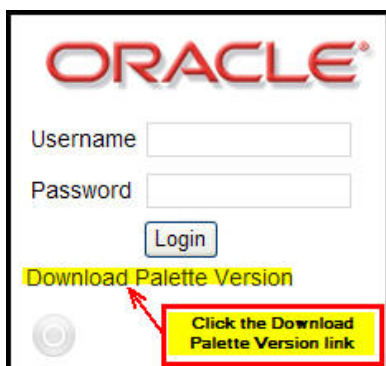 ORACLE®
Username
Password
Login
Download Palette Version
Click the Download
Palette Version link